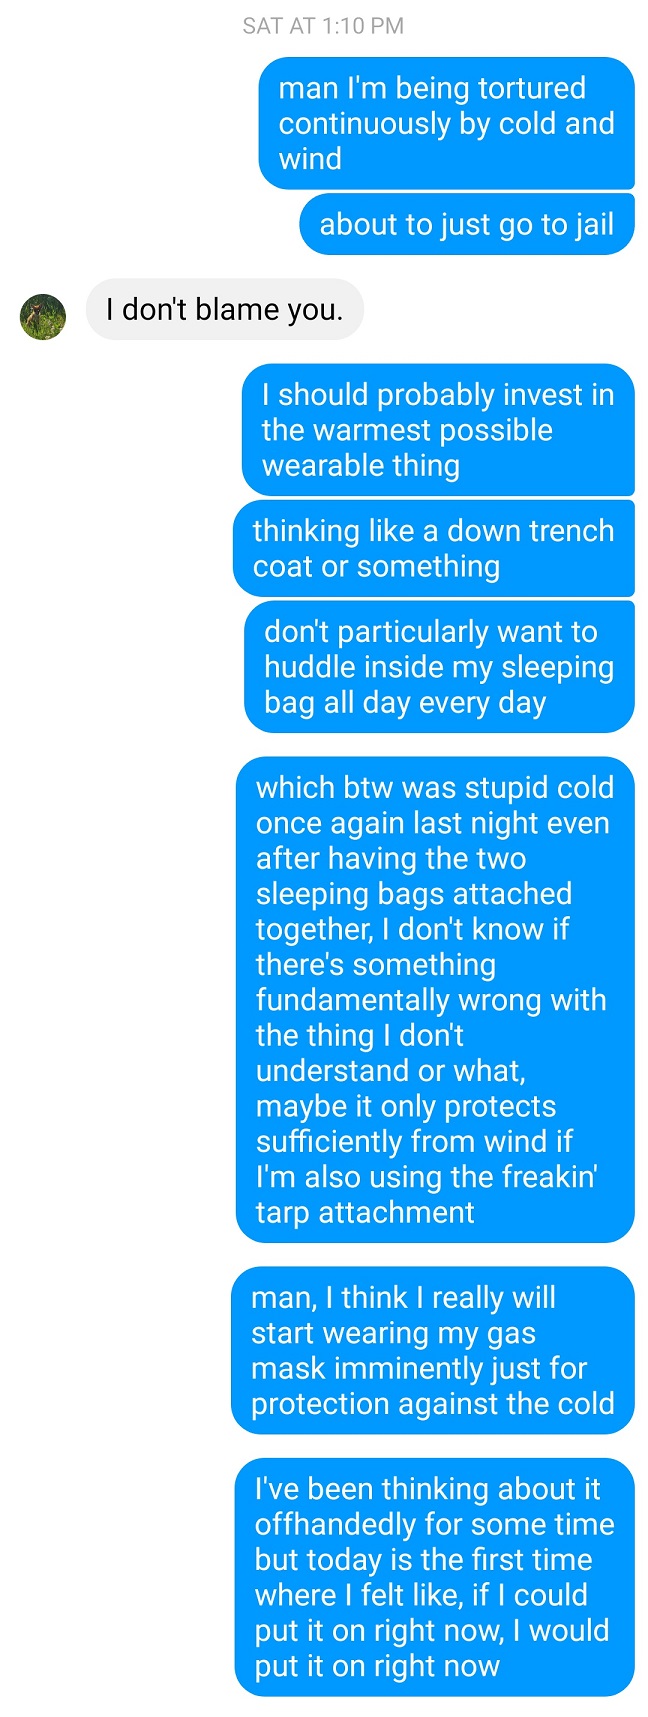 SAT AT 1:10 PM
man I'm being tortured
continuously by cold and
wind
about to just go to jail
I don't blame you.
I should probably invest in
the warmest possible
wearable thing
thinking like a down trench
coat or something
don't particularly want to
huddle inside my sleeping
bag all day every day
which btw was stupid cold
once again last night even
after having the two
sleeping bags attached
together, I don't know if
there's something
fundamentally wrong with
the thing I don't
understand or what,
maybe it only protects
sufficiently from wind if
I'm also using the freakin'
tarp attachment
man, I think I really will
start wearing my gas
mask imminently just for
protection against the cold
I've been thinking about it
offhandedly for some time
but today is the first time
where I felt like, if I could
put it on right now, I would
put it on right now